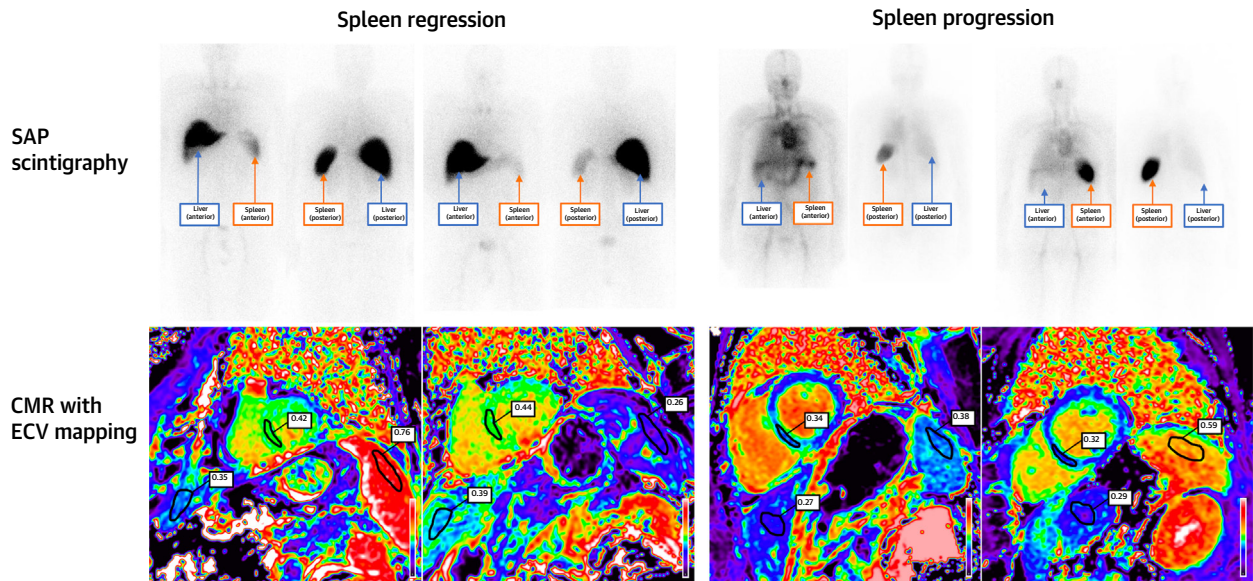 Spleen regression
Spleen progression
SAP
scintigraphy
Liver
(anterior)
Spleen
(anterior)
Spleen
(posterior)
Liver
(posterior)
Liver
(anterior)
Spleen
(anterior)
Spleen
(posterior)
Liver
(posterior)
Liver
(anterior)
Spleen
(anterior)
Spleen
(posterior)
Liver
(posterior)
Liver
(anterior)
Spleen
(anterior)
Spleen
(posterior)
Liver
(posterior)
CMR with
ECV mapping
0.42
0.76
0.35
0.44
0.26
0.39
0.34
0.38
0.27
0.32
0.59
0.29